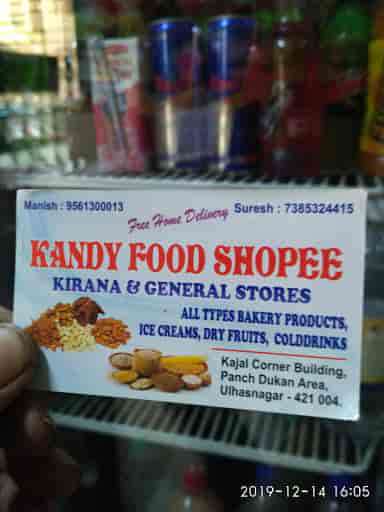 Manish : 9561300013
Free Home Delivery
Suresh : 7385324415
KANDY FOOD SHOPEE
KIRANA & GENERAL STORES
ALL TYPES BAKERY PRODUCTS,
ICE CREAMS, DRY FRUITS, COLDDRINKS
Kajal Corner Building,
Panch Dukan Area,
Ulhasnagar - 421 004.
2019-12-14 16:05